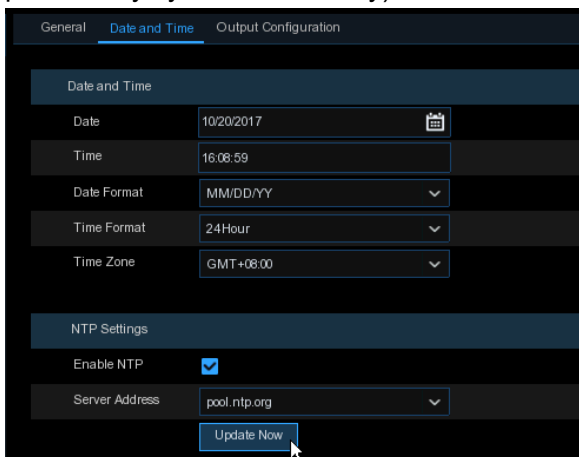 General Date and Time Output Configuration
Date and Time
Date 10/20/2017
Time 16:08:59
Date Format MM/DD/YY
Time Format 24Hour
Time Zone GMT+08:00
NTP Settings
Enable NTP
Server Address pool.ntp.org
Update Now